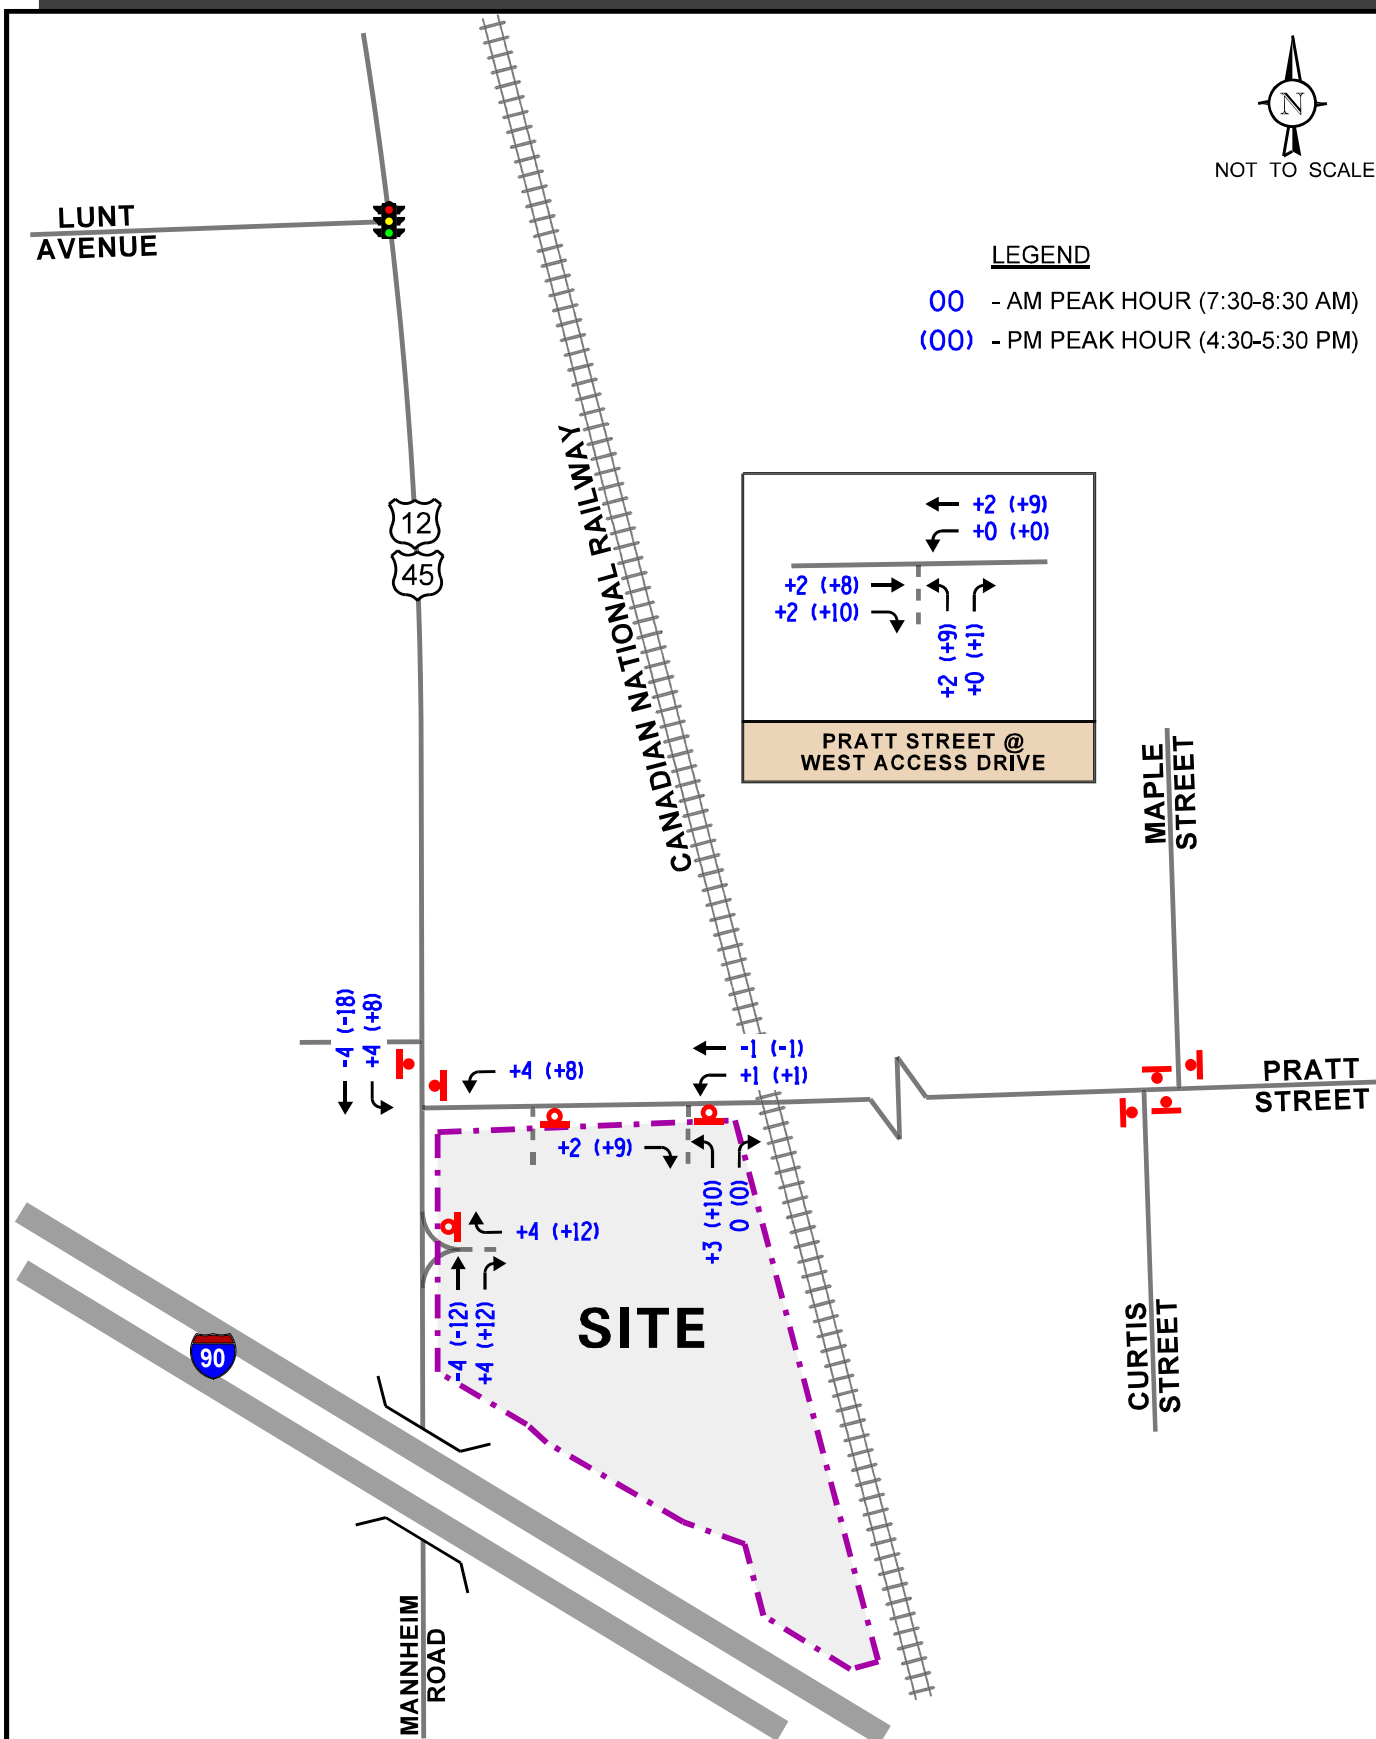 N
NOT TO SCALE
LUNT
AVENUE
LEGEND
00 - AM PEAK HOUR (7:30-8:30 AM)
(00) - PM PEAK HOUR (4:30-5:30 PM)
12
45
CANADIAN NATIONAL RAILWAY
+2 (+9)
+0 (+0)
+2 (+8)
+2 (+10)
+2 (+9)
+0 (+1)
PRATT STREET @
WEST ACCESS DRIVE
MAPLE
STREET
-4 (-18)
+4 (+8)
+4 (+8)
-1 (-1)
+1 (+1)
PRATT
STREET
+2 (+9)
+3 (+10)
0 (0)
+4 (+12)
-4 (-12)
+4 (+12)
SITE
90
CURTIS
STREET
MANNHEIM
ROAD